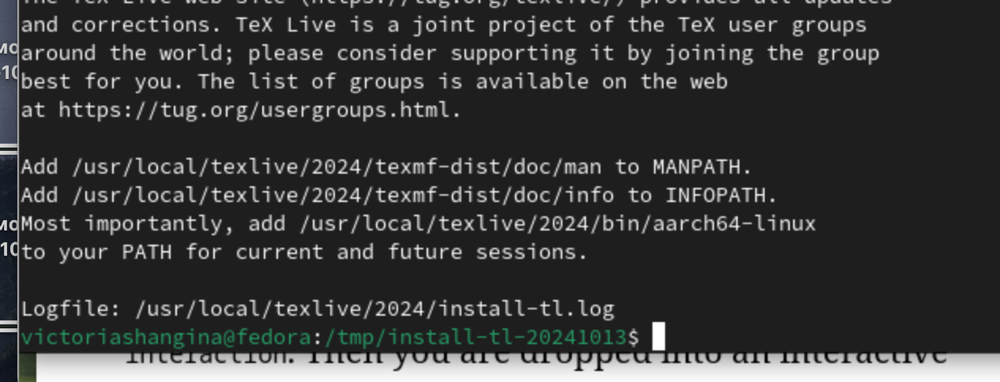 The TeX Live web site (https://tug.org/texlive/) provides all updates
and corrections. TeX Live is a joint project of the TeX user groups
around the world; please consider supporting it by joining the group
best for you. The list of groups is available on the web
at https://tug.org/usergroups.html.
Add /usr/local/texlive/2024/texmf-dist/doc/man to MANPATH.
Add /usr/local/texlive/2024/texmf-dist/doc/info to INFOPATH.
Most importantly, add /usr/local/texlive/2024/bin/aarch64-linux
to your PATH for current and future sessions.
Logfile: /usr/local/texlive/2024/install-tl.log
victoriashangina@fedora:/tmp/install-tl-20241013$
interaction. Then you are dropped into an interactive